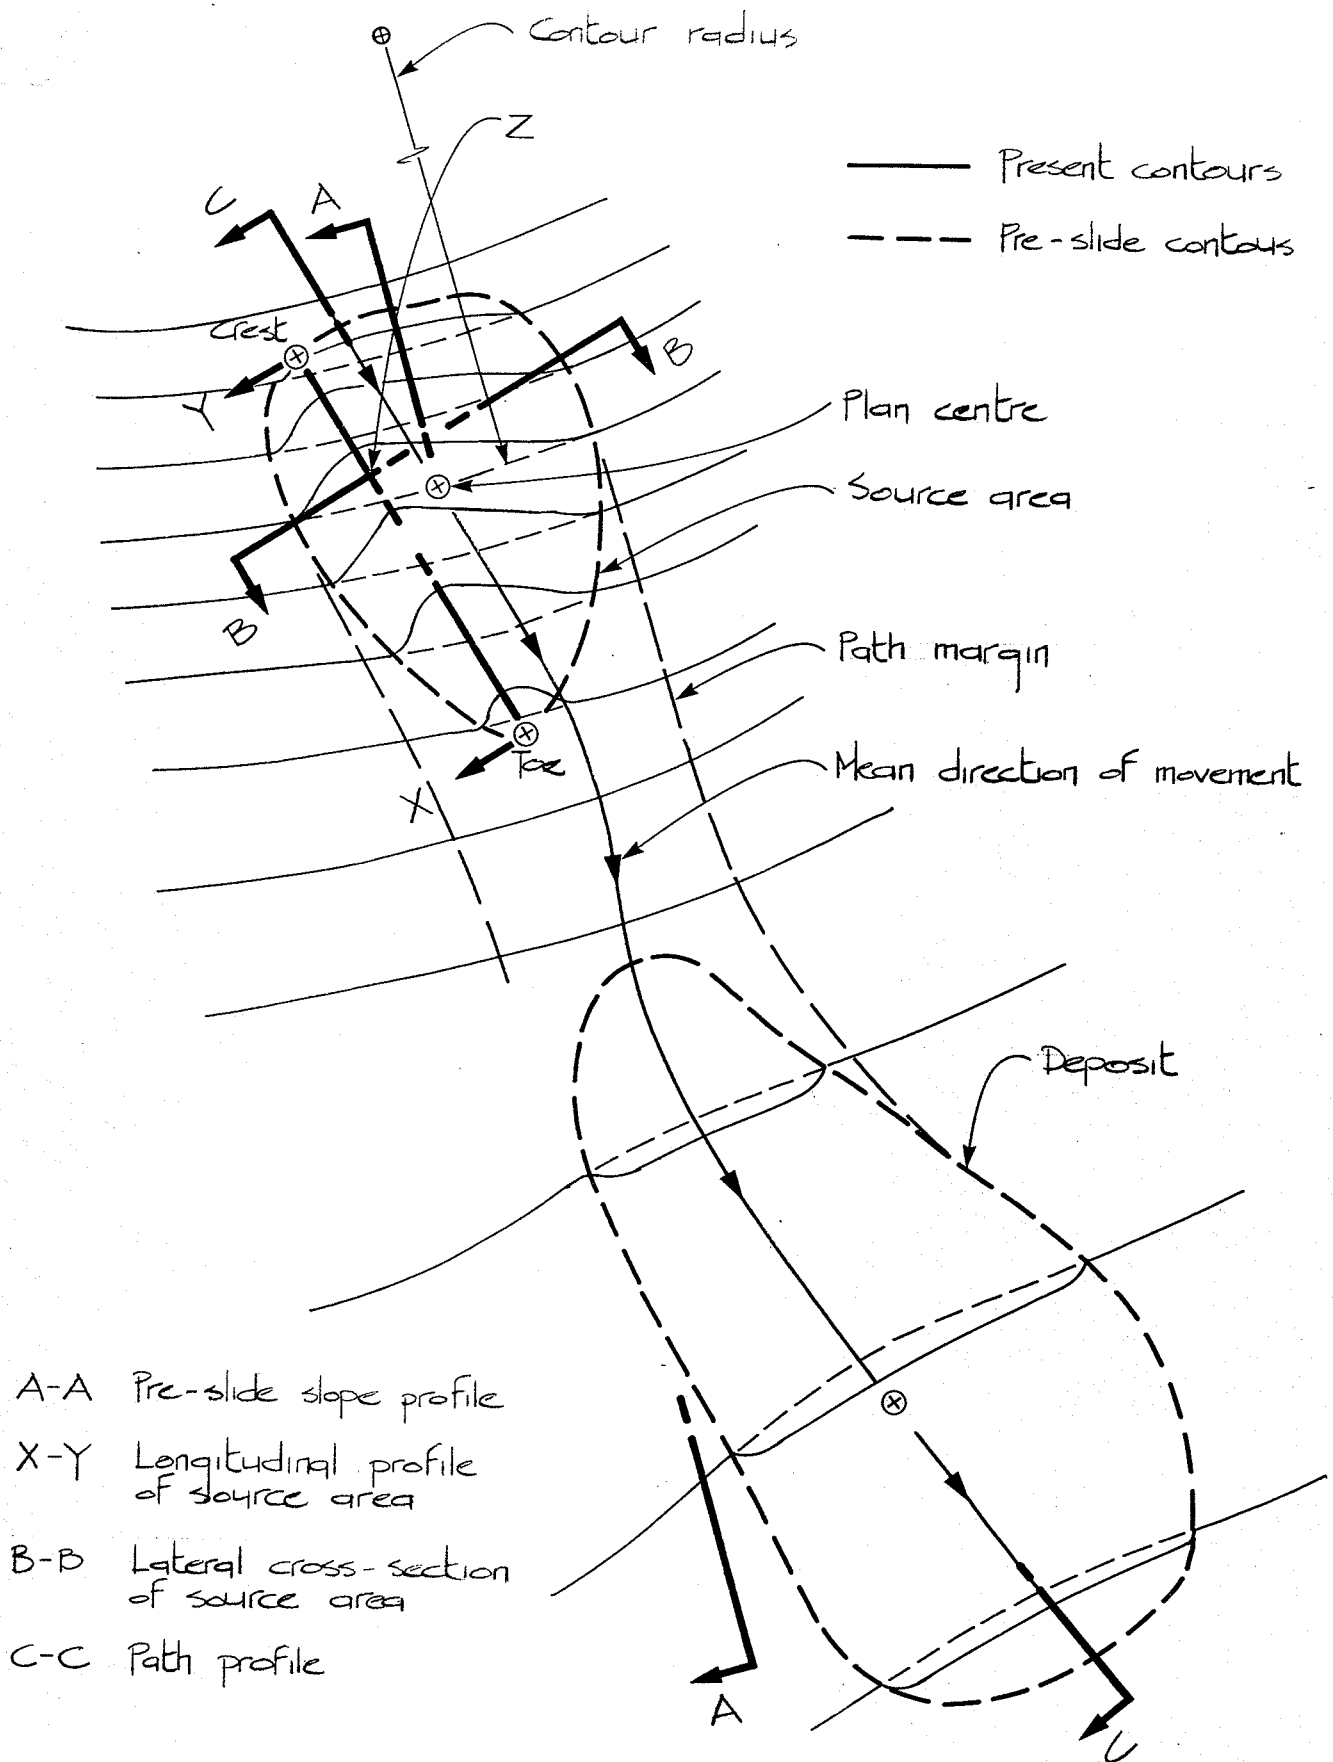 Contour radius
Z
Present contours
Pre-slide contous
C
A
Crest
B
Y
Plan centre
Source area
B
Path margin
Toe
Mean direction of movement
X
Deposit
A-A Pre-slide slope profile
X-Y Longitudinal profile
of source area
B-B Lateral cross-section
of source area
C-C Path profile
A
C